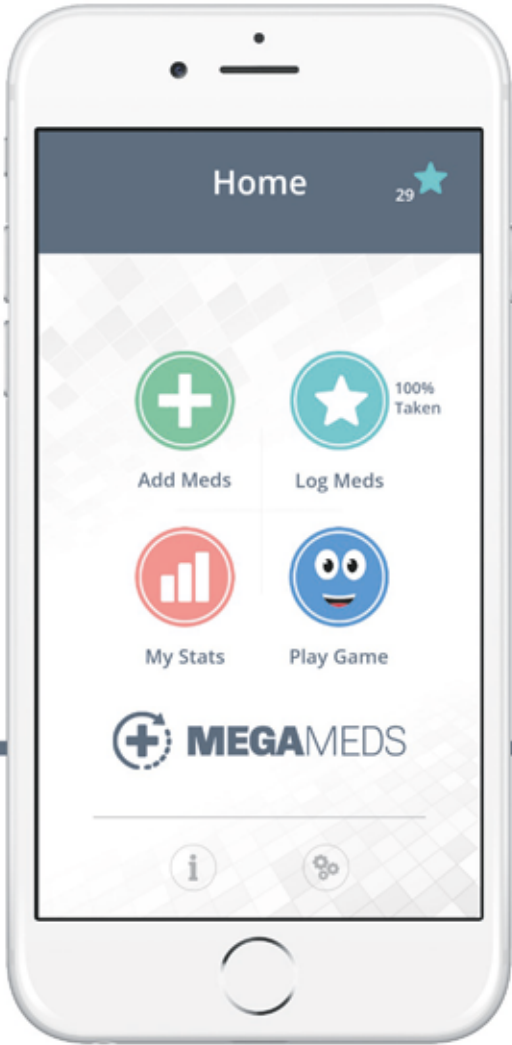 Home
29
100%
Taken
Add Meds
Log Meds
My Stats
Play Game
MEGAMEDS
i